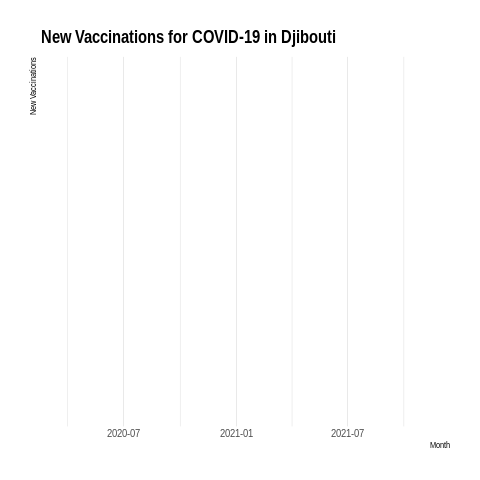 New Vaccinations for COVID-19 in Djibouti
New Vaccinations
2020-07 2021-01 2021-07
Month